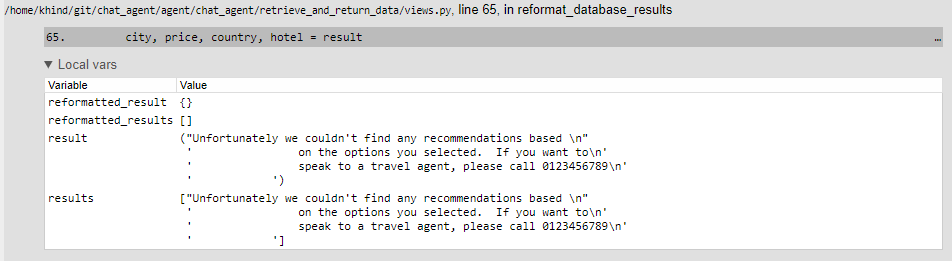 /home/khind/git/chat_agent/agent/chat_agent/retrieve_and_return_data/views.py, line 65, in reformat_database_results
65. city, price, country, hotel = result …
▼ Local vars
Variable Value
reformatted_result {}
reformatted_results []
result ("Unfortunately we couldn't find any recommendations based \n"
' on the options you selected.  If you want to\n'
' speak to a travel agent, please call 0123456789\n'
' ')
results ["Unfortunately we couldn't find any recommendations based \n"
' on the options you selected.  If you want to\n'
' speak to a travel agent, please call 0123456789\n'
' ']